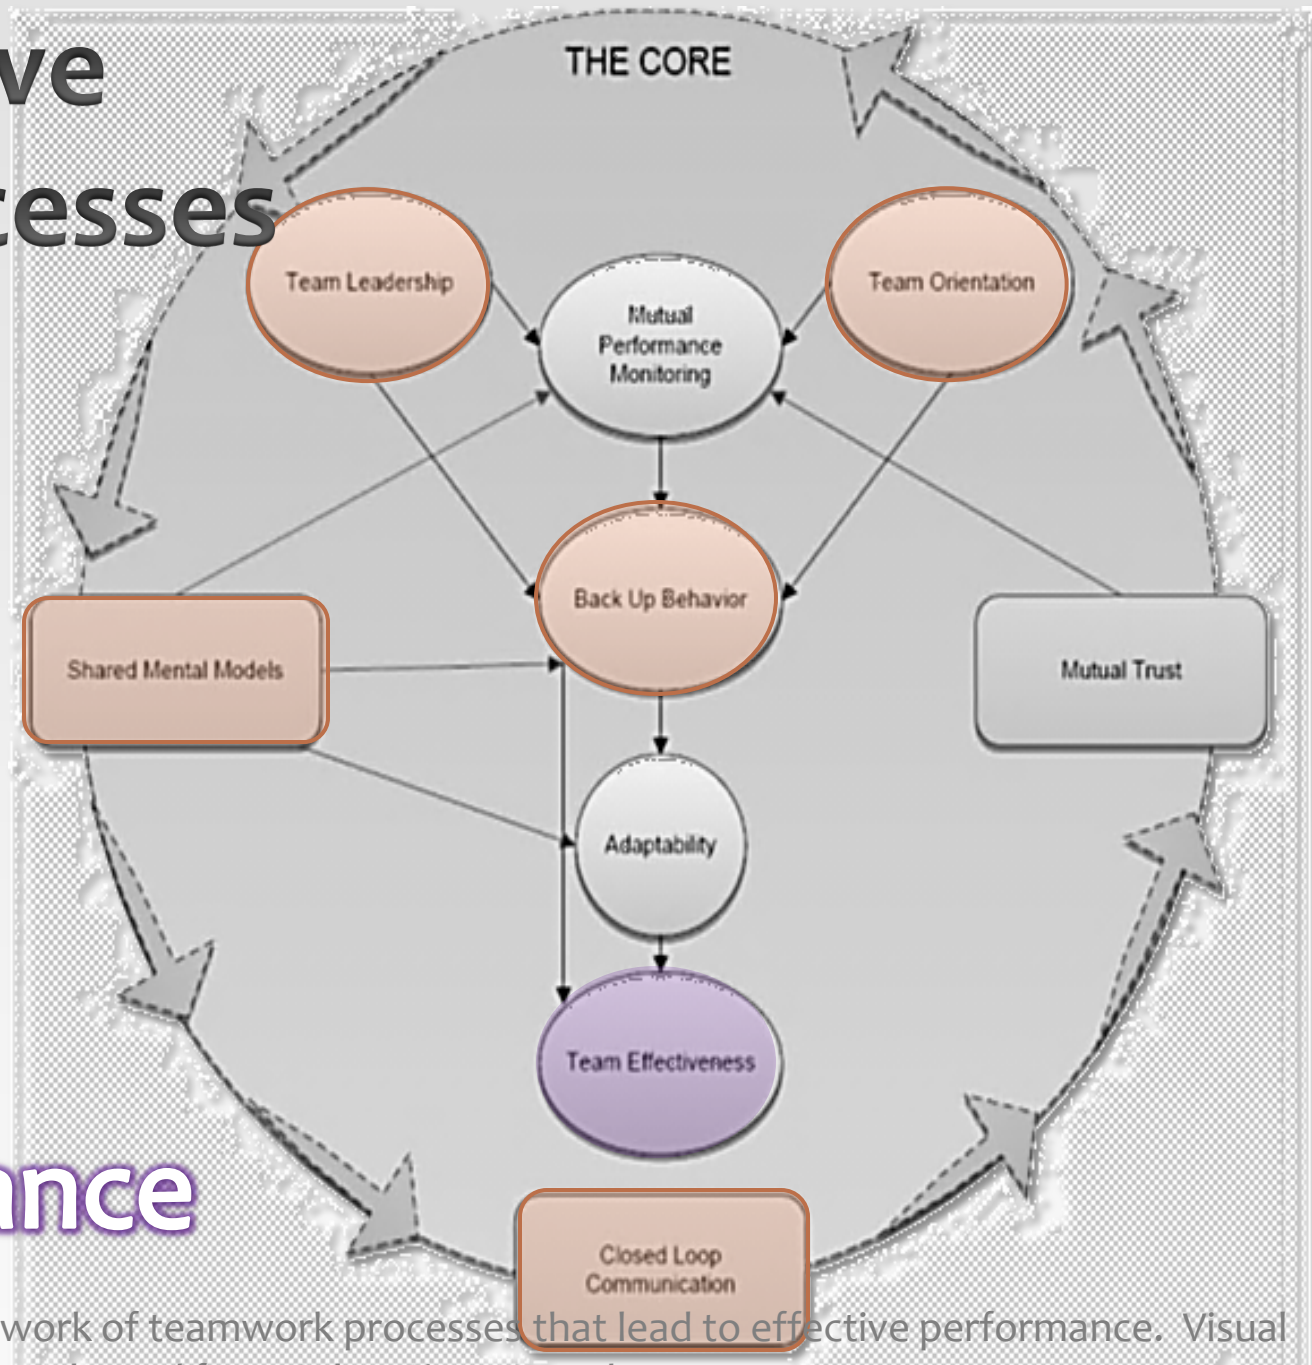 ve
THE CORE
cesses
Team Leadership
Team Orientation
Mutual
Performance
Monitoring
Back Up Behavior
Shared Mental Models
Mutual Trust
Adaptability
Team Effectiveness
ance
Closed Loop
Communication
work of teamwork processes that lead to effective performance. Visual